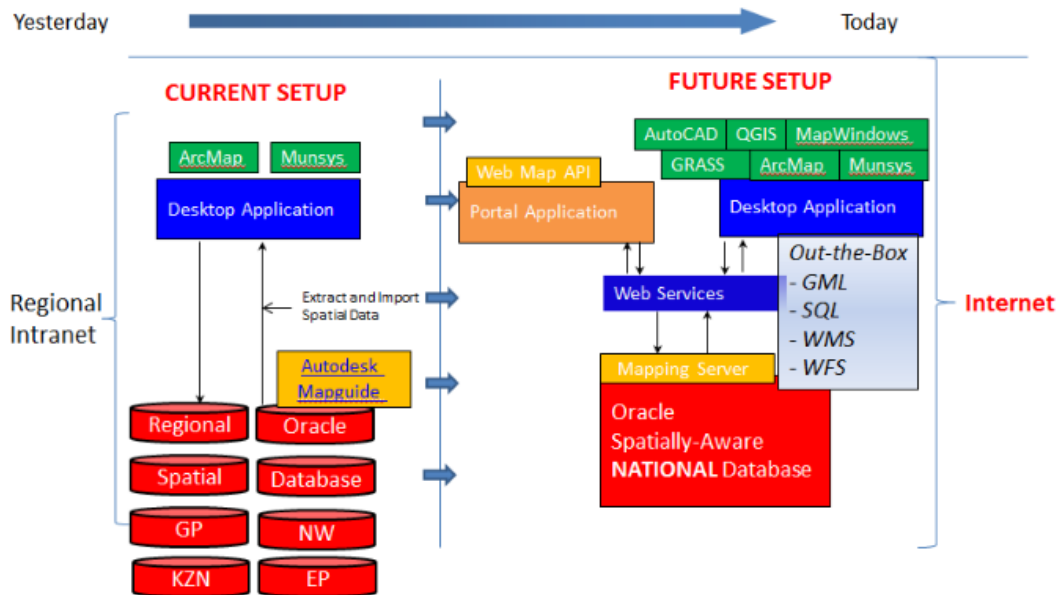 Yesterday
Today
CURRENT SETUP
ArcMap
Munsys
Desktop Application
Extract and Import
Spatial Data
Regional
Intranet
Autodesk
Mapguide
Regional
Oracle
Spatial
Database
GP
NW
KZN
EP
FUTURE SETUP
AutoCAD
QGIS
MapWindows
GRASS
ArcMap
Munsys
Web Map API
Portal Application
Desktop Application
Out-the-Box
- GML
- SQL
- WMS
- WFS
Web Services
Internet
Mapping Server
Oracle
Spatially-Aware
NATIONAL Database